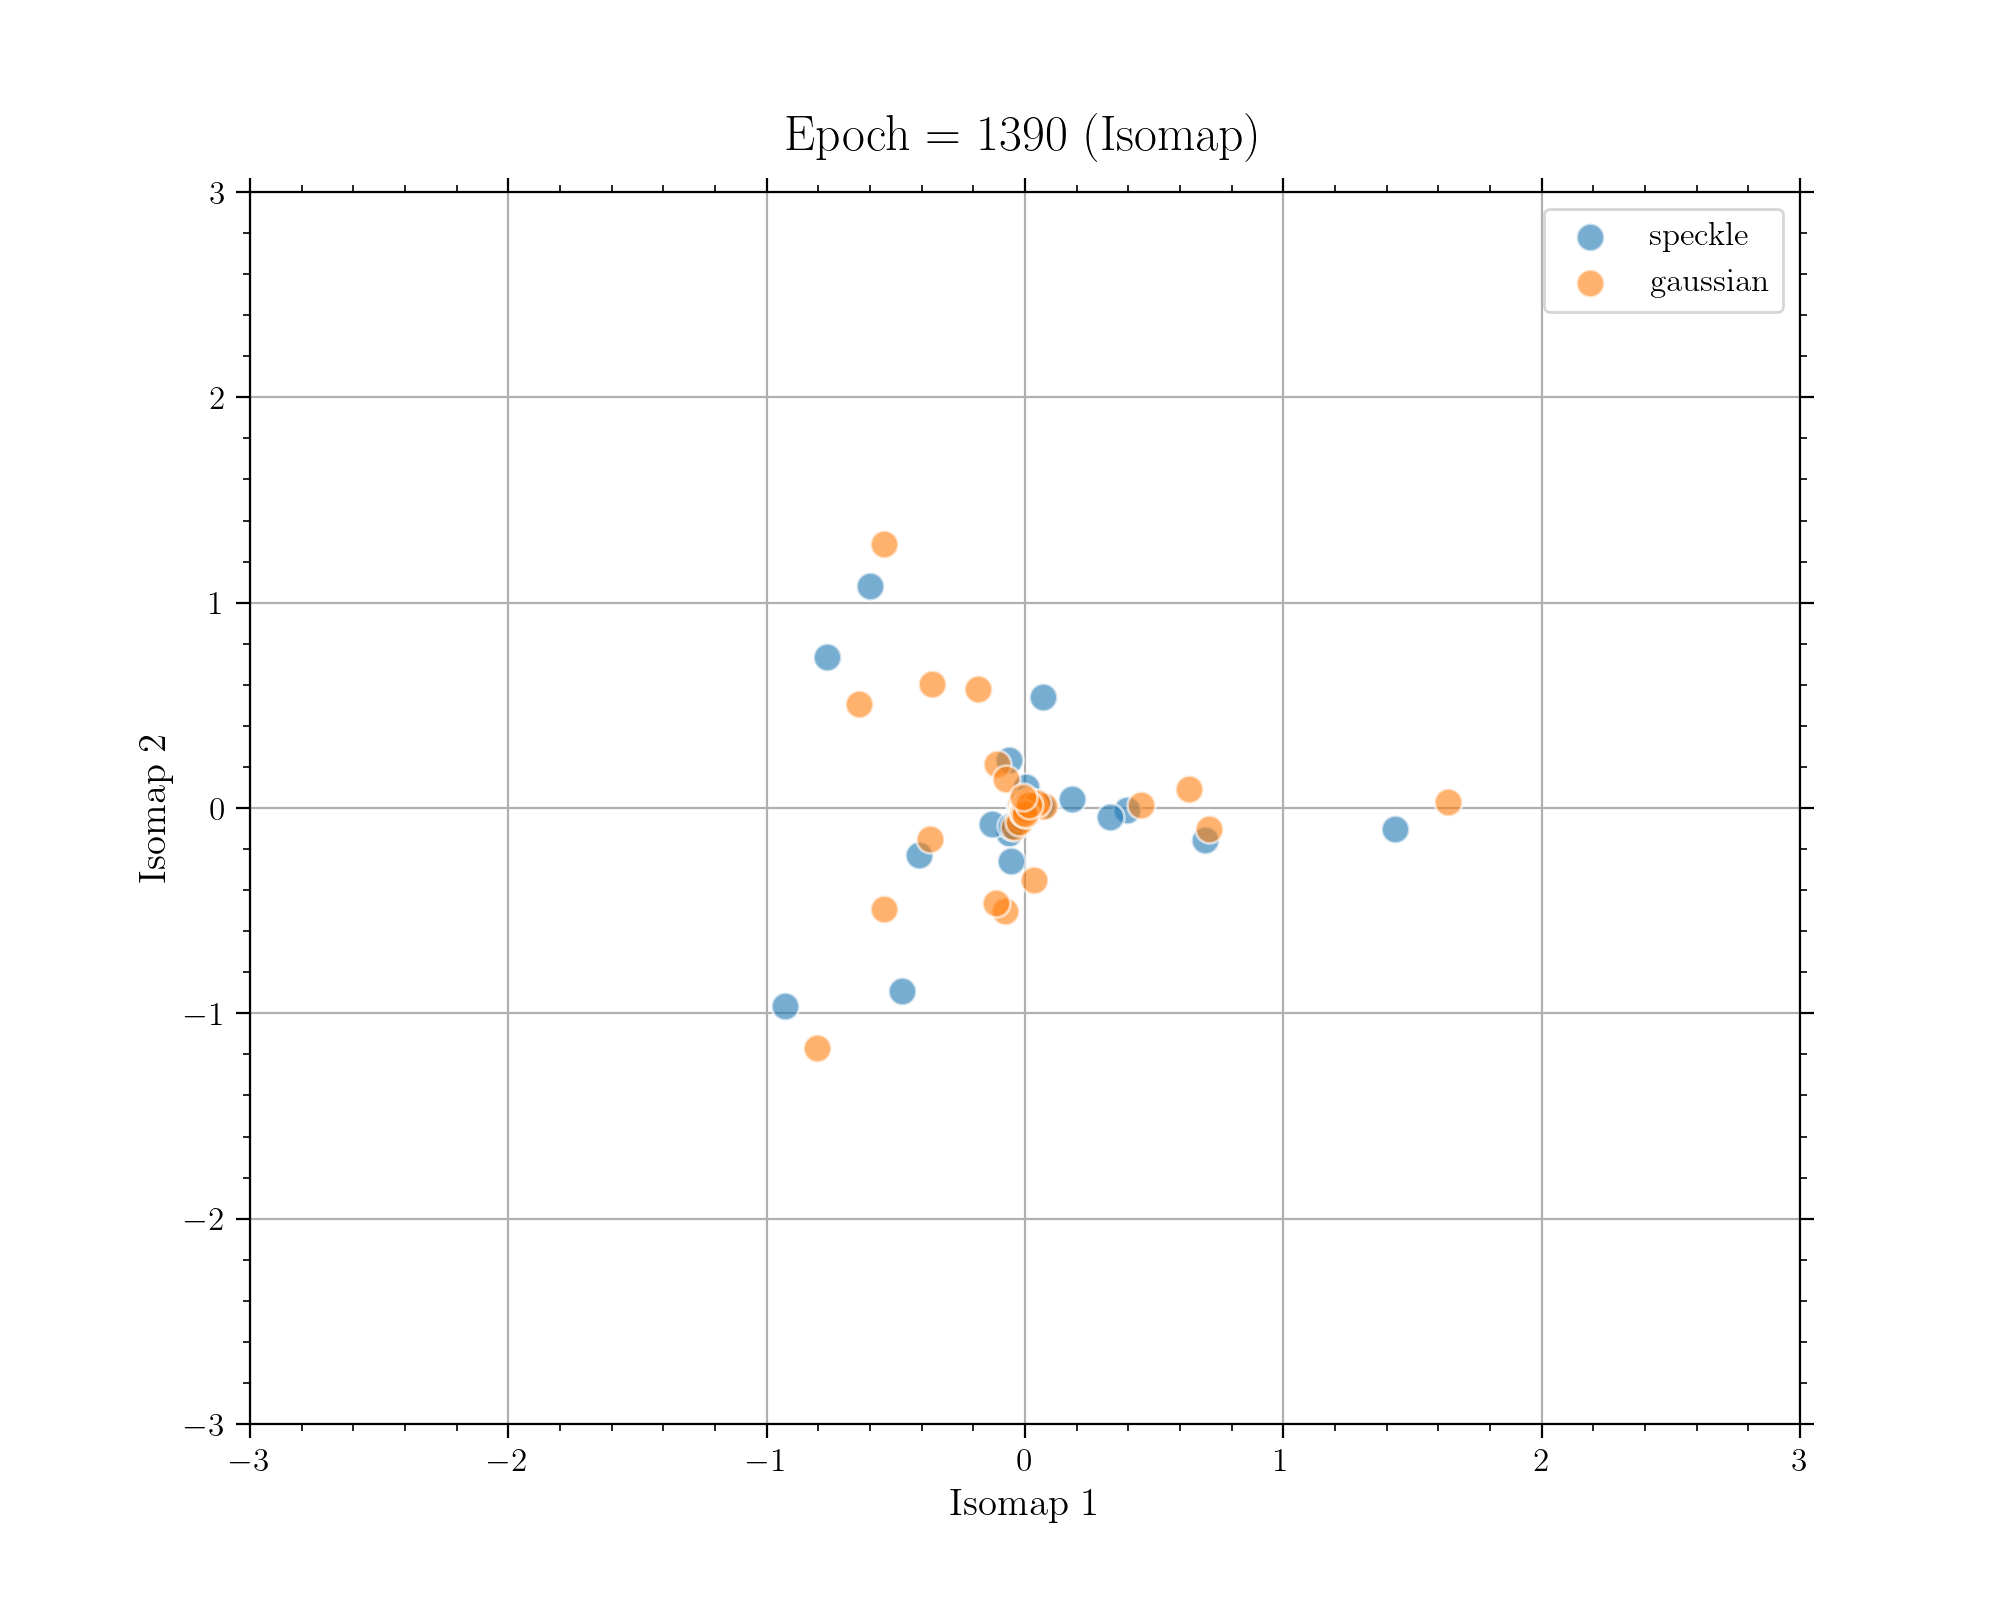 Epoch = 1390 (Isomap)
speckle
gaussian
3
2
1
0
−1
−2
−3
Isomap 2
−3
−2
−1
0
1
2
3
Isomap 1